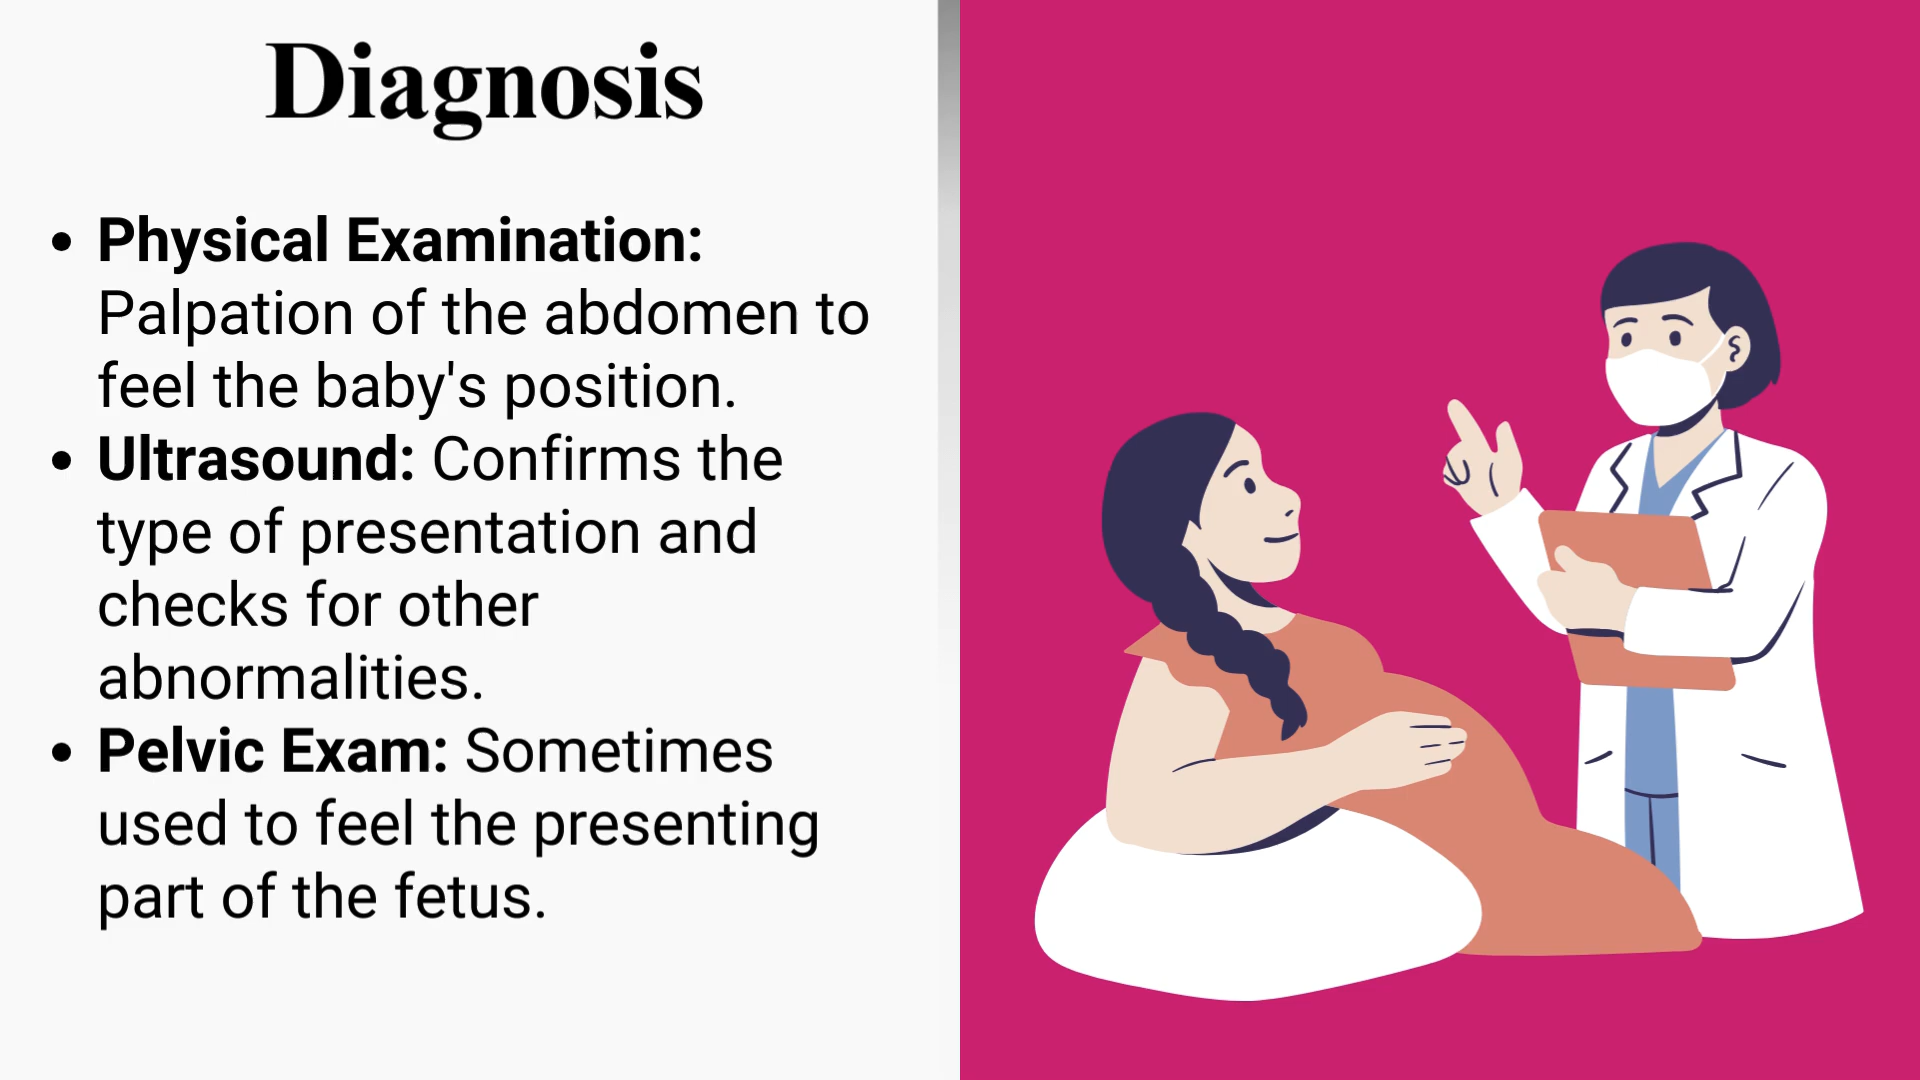 Diagnosis
• Physical Examination:
Palpation of the abdomen to
feel the baby's position.
• Ultrasound: Confirms the
type of presentation and
checks for other
abnormalities.
• Pelvic Exam: Sometimes
used to feel the presenting
part of the fetus.